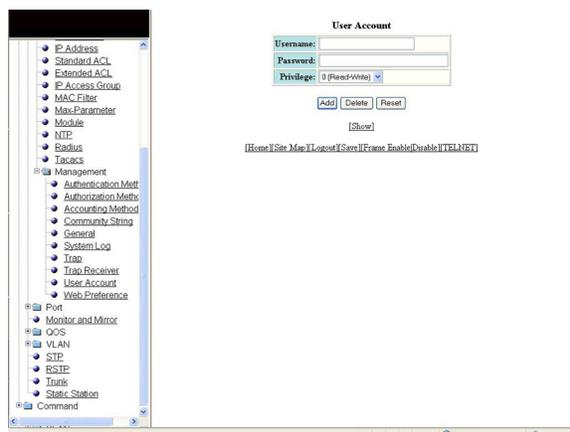 IP Address
Standard ACL
Extended ACL
IP Access Group
MAC Filter
Max-Parameter
Module
NTP
Radius
Tacacs
Management
Authentication Meth
Authorization Metho
Accounting Method
Community String
General
System Log
Trap
Trap Receiver
User Account
Web Preference
Port
Monitor and Mirror
QOS
VLAN
STP
RSTP
Trunk
Static Station
Command
User Account
Username:
Password:
Privilege: 0 (Read-Write)
Add Delete Reset
[Show]
[Home][Site Map][Logout][Save][Frame Enable|Disable][TELNET]